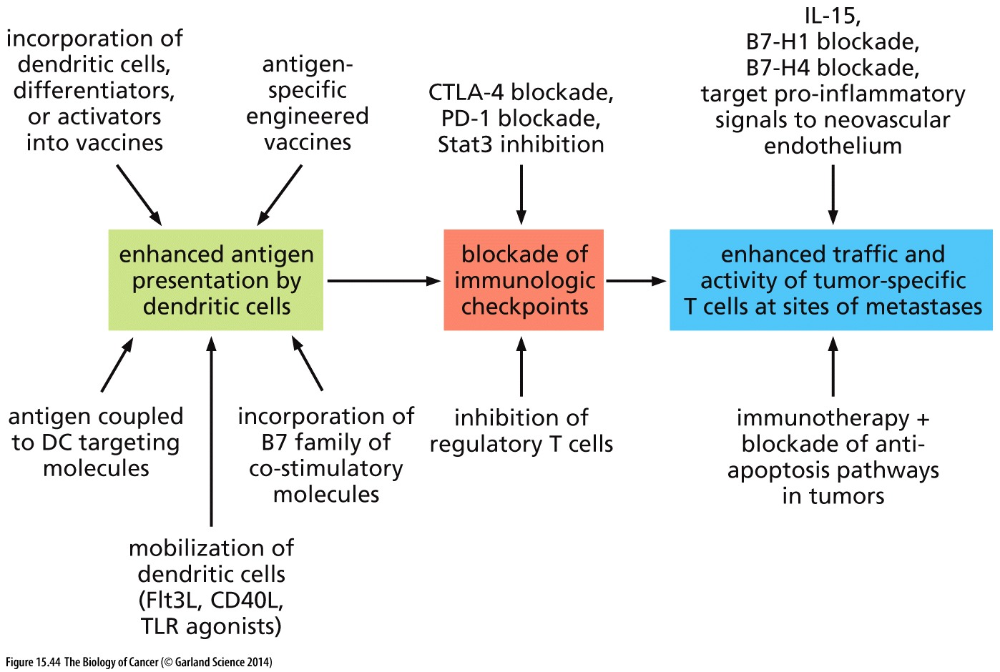 incorporation of
dendritic cells,
differentiators,
or activators
into vaccines
antigen-
specific
engineered
vaccines
CTLA-4 blockade,
PD-1 blockade,
Stat3 inhibition
IL-15,
B7-H1 blockade,
B7-H4 blockade,
target pro-inflammatory
signals to neovascular
endothelium
enhanced antigen
presentation by
dendritic cells
blockade of
immunologic
checkpoints
enhanced traffic and
activity of tumor-specific
T cells at sites of metastases
antigen coupled
to DC targeting
molecules
incorporation of
B7 family of
co-stimulatory
molecules
inhibition of
regulatory T cells
immunotherapy +
blockade of anti-
apoptosis pathways
in tumors
mobilization of
dendritic cells
(Flt3L, CD40L,
TLR agonists)
Figure 15.44 The Biology of Cancer (© Garland Science 2014)